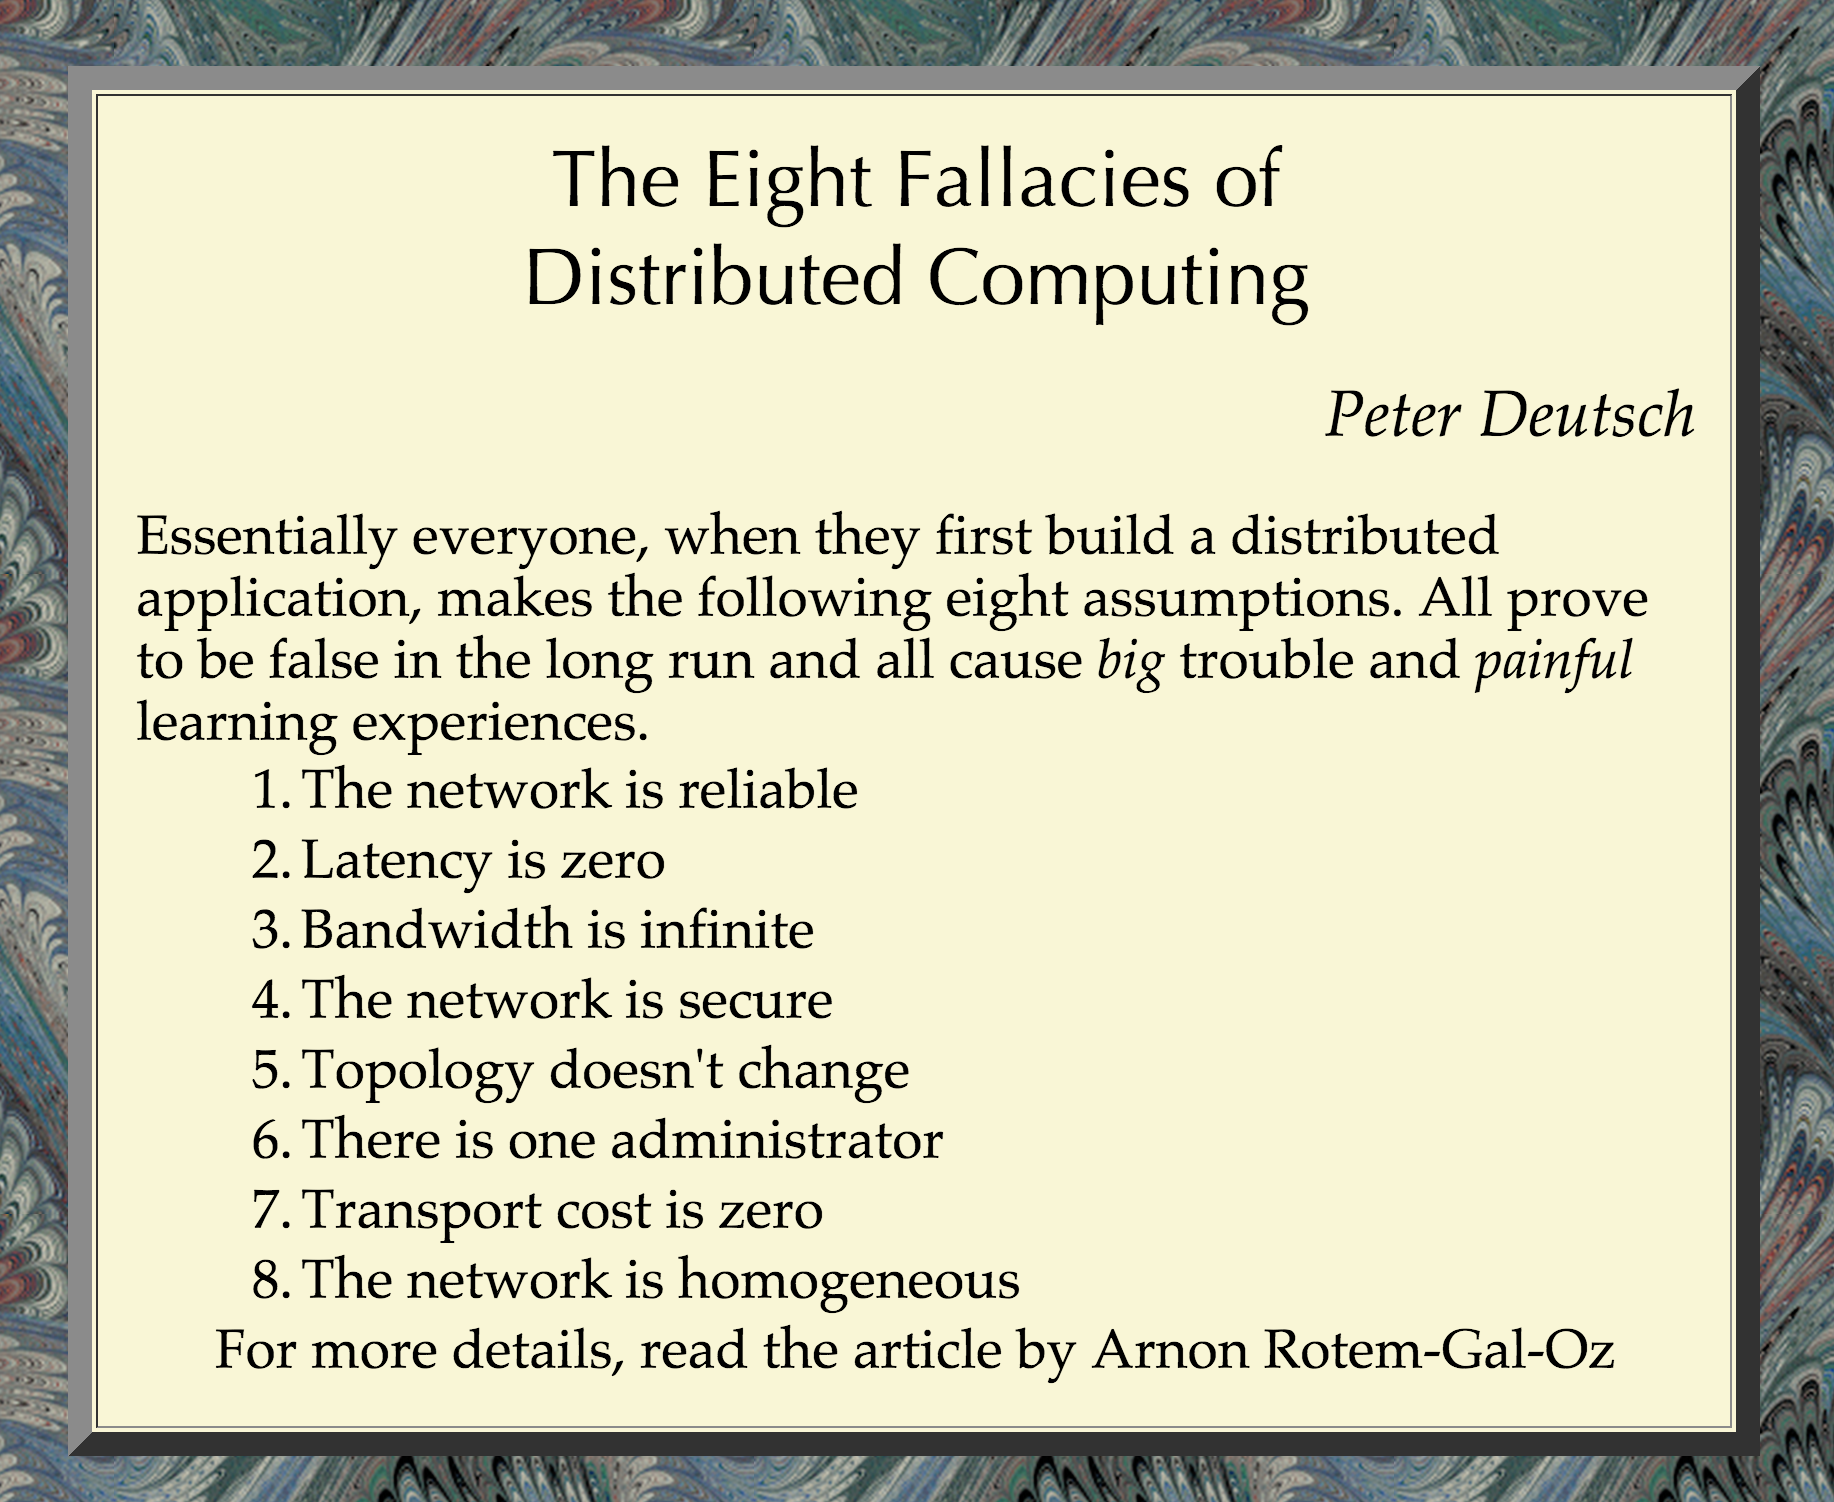 The Eight Fallacies of
Distributed Computing
Peter Deutsch
Essentially everyone, when they first build a distributed
application, makes the following eight assumptions. All prove
to be false in the long run and all cause big trouble and painful
learning experiences.
1. The network is reliable
2. Latency is zero
3. Bandwidth is infinite
4. The network is secure
5. Topology doesn't change
6. There is one administrator
7. Transport cost is zero
8. The network is homogeneous
For more details, read the article by Arnon Rotem-Gal-Oz